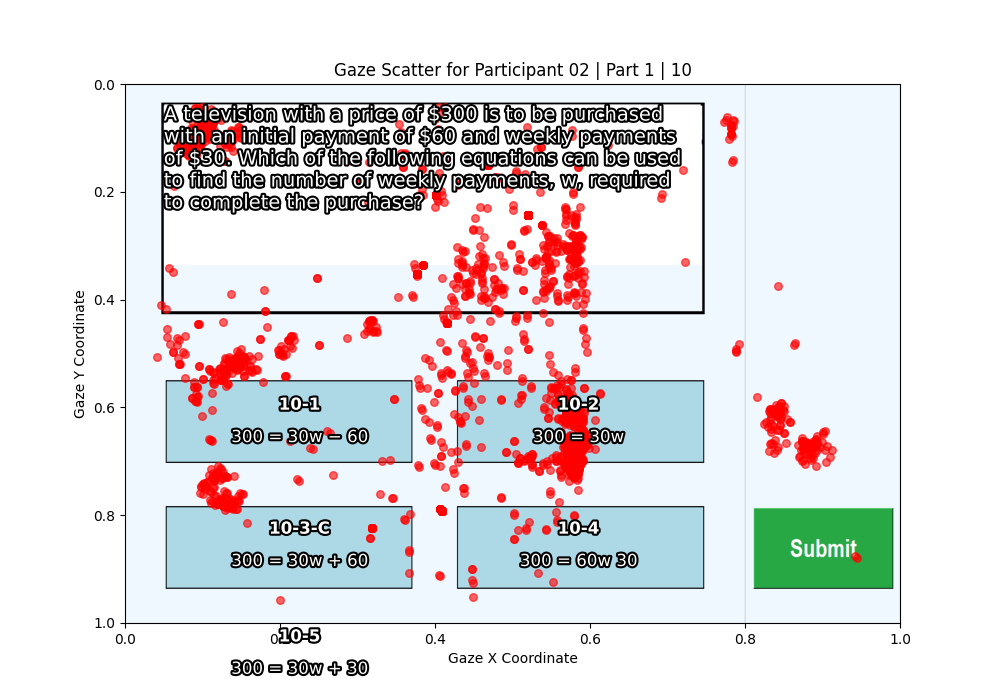 Gaze Scatter for Participant 02 | Part 1 | 10
0.0
0.2
0.4
0.6
0.8
1.0
Gaze Y Coordinate
A television with a price of $300 is to be purchased
with an initial payment of $60 and weekly payments
of $30. Which of the following equations can be used
to find the number of weekly payments, w, required
to complete the purchase?
10-1
300 = 30w − 60
10-2
300 = 30w
10-3-C
300 = 30w + 60
10-4
300 = 60w 30
Submit
10-5
300 = 30w + 30
0.0
0.4
0.6
0.8
1.0
Gaze X Coordinate